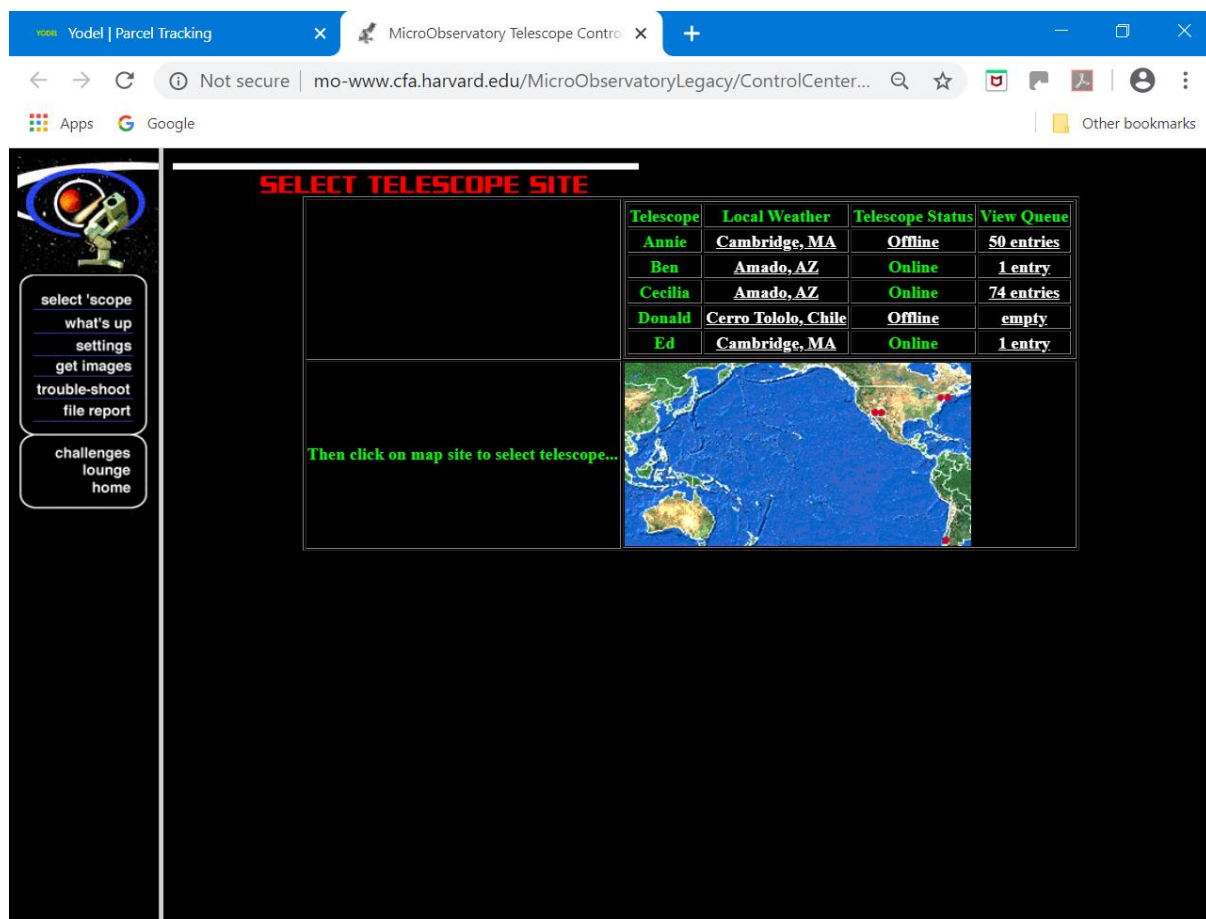 YODEL Yodel | Parcel Tracking
MicroObservatory Telescope Contro
Not secure | mo-www.cfa.harvard.edu/MicroObservatoryLegacy/ControlCenter...
Apps G Google Other bookmarks
SELECT TELESCOPE SITE
Telescope Local Weather Telescope Status View Queue
Annie Cambridge, MA Offline 50 entries
Ben Amado, AZ Online 1 entry
Cecilia Amado, AZ Online 74 entries
Donald Cerro Tololo, Chile Offline empty
Ed Cambridge, MA Online 1 entry
Then click on map site to select telescope...
select 'scope
what's up
settings
get images
trouble-shoot
file report
challenges
lounge
home